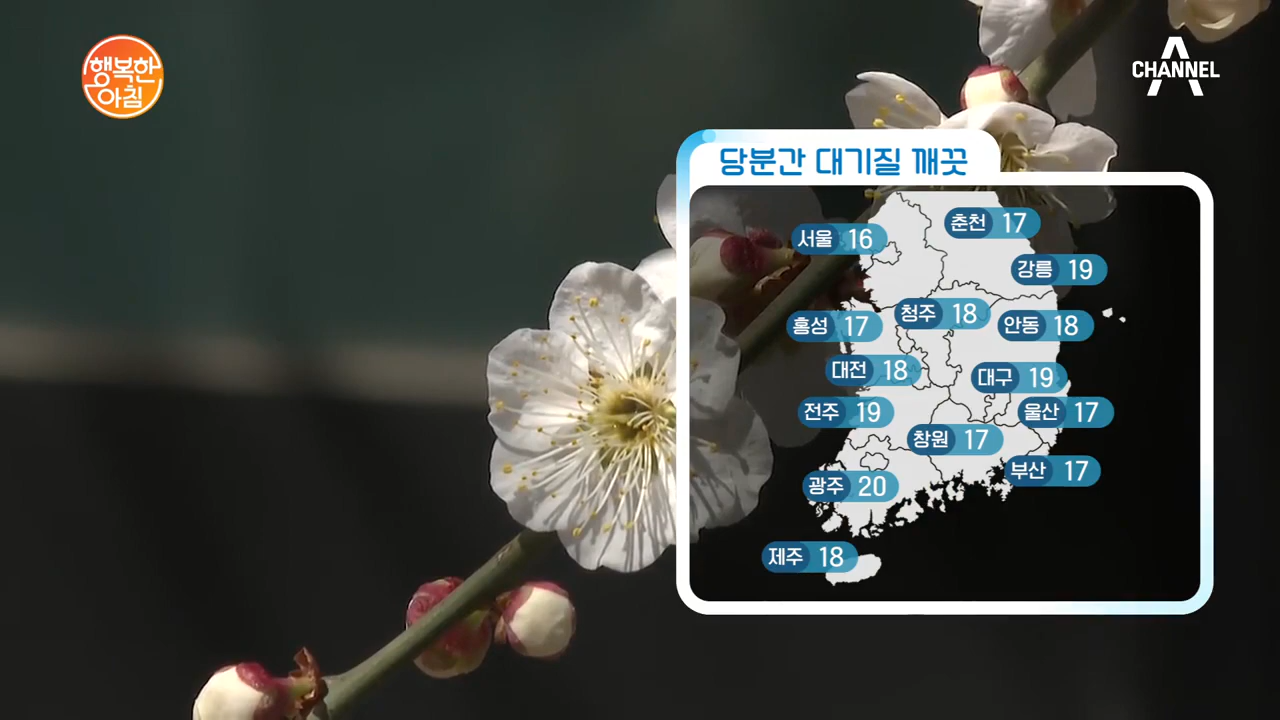 행복한
아침
CHANNEL A
당분간 대기질 깨끗
춘천 17
서울 16
강릉 19
청주 18
홍성 17
안동 18
대전 18
대구 19
전주 19
울산 17
창원 17
부산 17
광주 20
제주 18